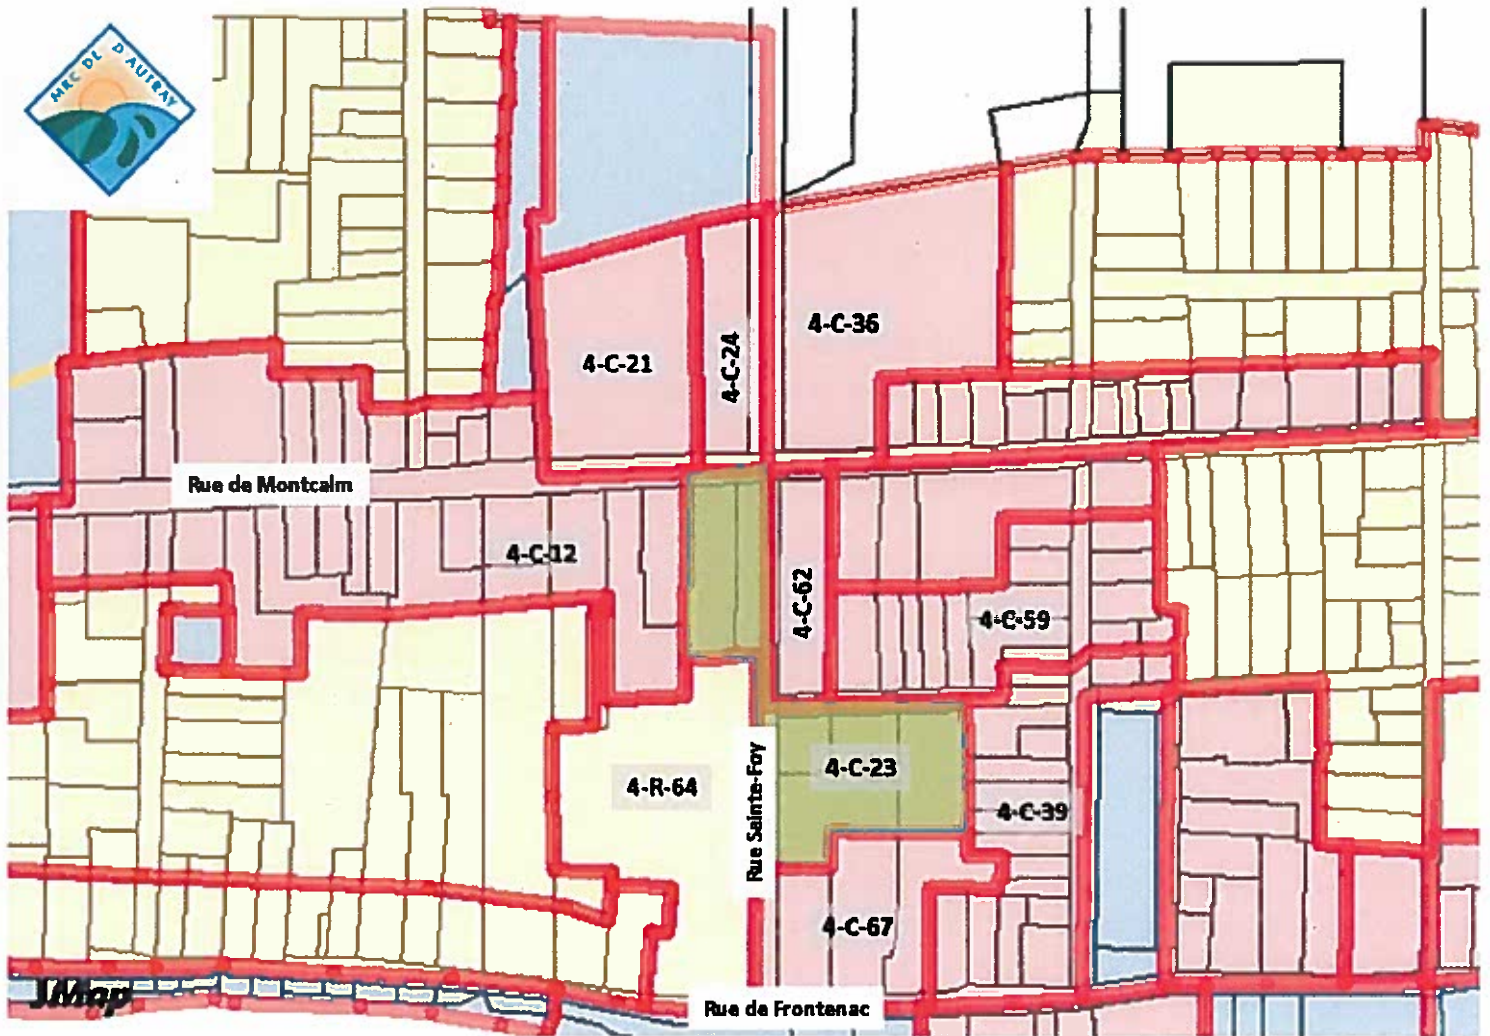 MRC DE D'AUTRAY
4-C-36
4-C-21
4-C-24
Rue de Montcalm
4-C-12
4-C-62
4-C-59
4-R-64
Rue Sainte-Foy
4-C-23
4-C-39
4-C-67
JMap
Rue de Frontenac